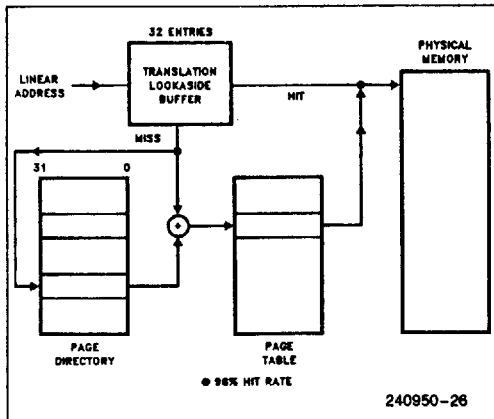 32 ENTRIES
PHYSICAL
MEMORY
LINEAR
ADDRESS
TRANSLATION
LOOKASIDE
BUFFER
HIT
MISS
31 0
PAGE
DIRECTORY
PAGE
TABLE
@ 98% HIT RATE
240950-26